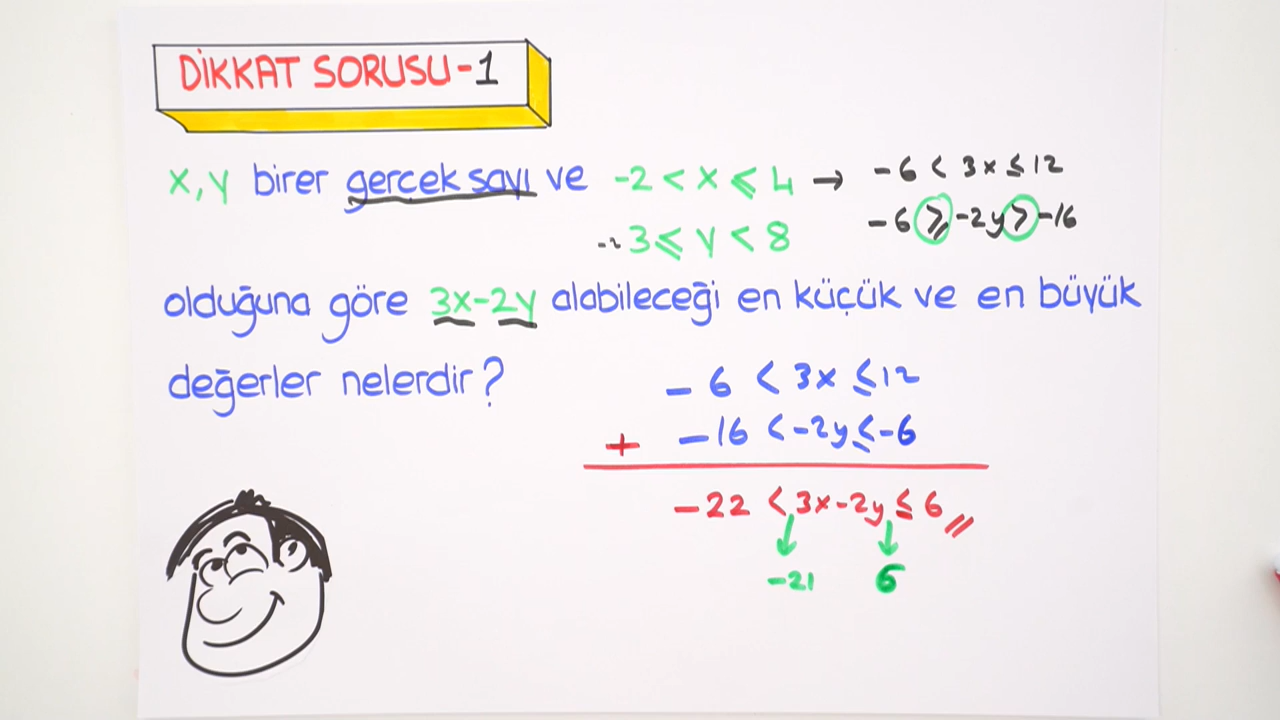 DİKKAT SORUSU-1
x, y birer gerçek sayı ve -2 < x ≤ 4 → -6 < 3x ≤ 12
3 ≤ y < 8 -6 ≥ -2y > -16
olduğuna göre 3x-2y alabileceği en küçük ve en büyük
değerler nelerdir?
-6 < 3x ≤ 12
+ -16 < -2y ≤ -6
-22 < 3x-2y ≤ 6 //
-21 6